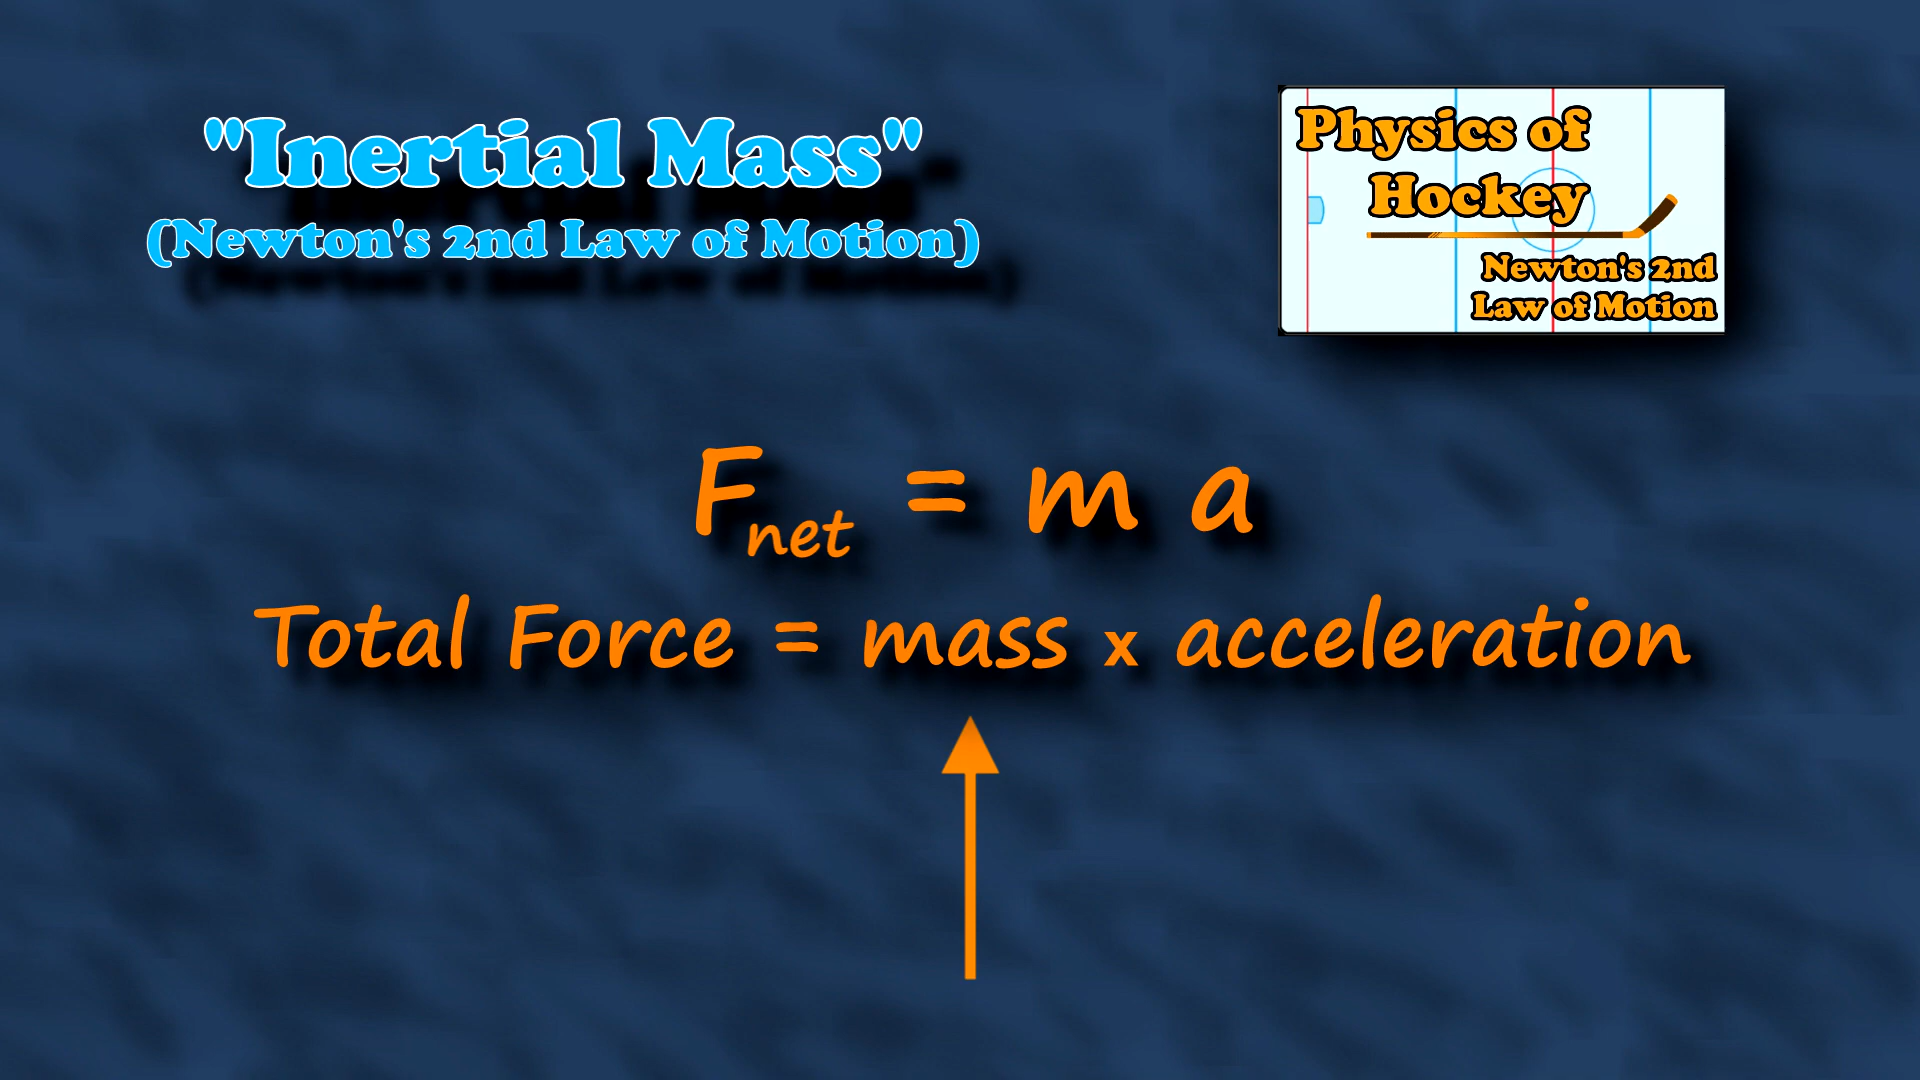 "Inertial Mass"
(Newton's 2nd Law of Motion)
Physics of
Hockey
Newton's 2nd
Law of Motion
Fnet = m a
Total Force = mass x acceleration